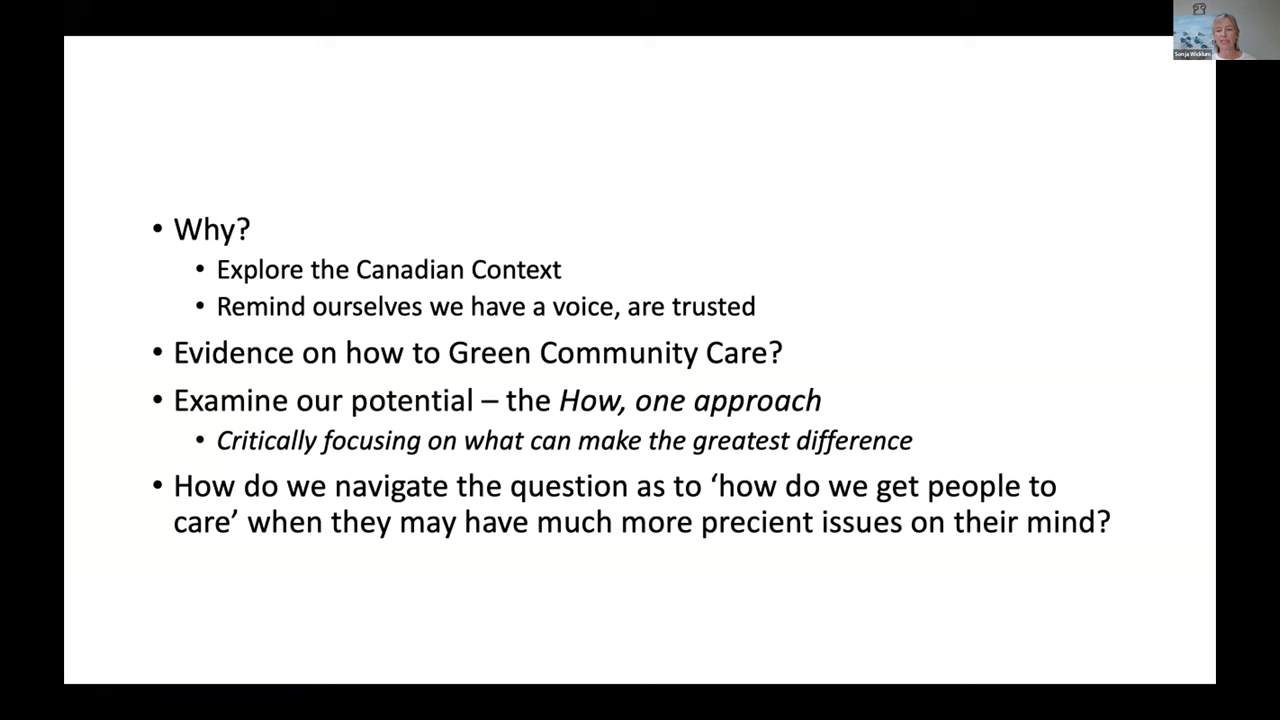 Sonja Wicklum
• Why?
• Explore the Canadian Context
• Remind ourselves we have a voice, are trusted
• Evidence on how to Green Community Care?
• Examine our potential – the How, one approach
• Critically focusing on what can make the greatest difference
• How do we navigate the question as to ‘how do we get people to
care’ when they may have much more precient issues on their mind?